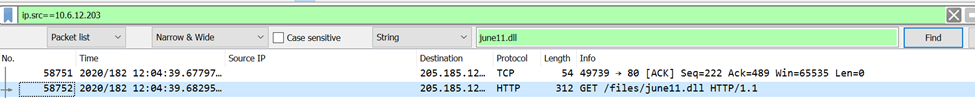 ip.src==10.6.12.203
Packet list Narrow & Wide Case sensitive String june11.dll Find
No. Time Source IP Destination Protocol Length Info
58751 2020/182 12:04:39.67797... 205.185.12... TCP 54 49739 → 80 [ACK] Seq=222 Ack=489 Win=65535 Len=0
58752 2020/182 12:04:39.68295... 205.185.12... HTTP 312 GET /files/june11.dll HTTP/1.1